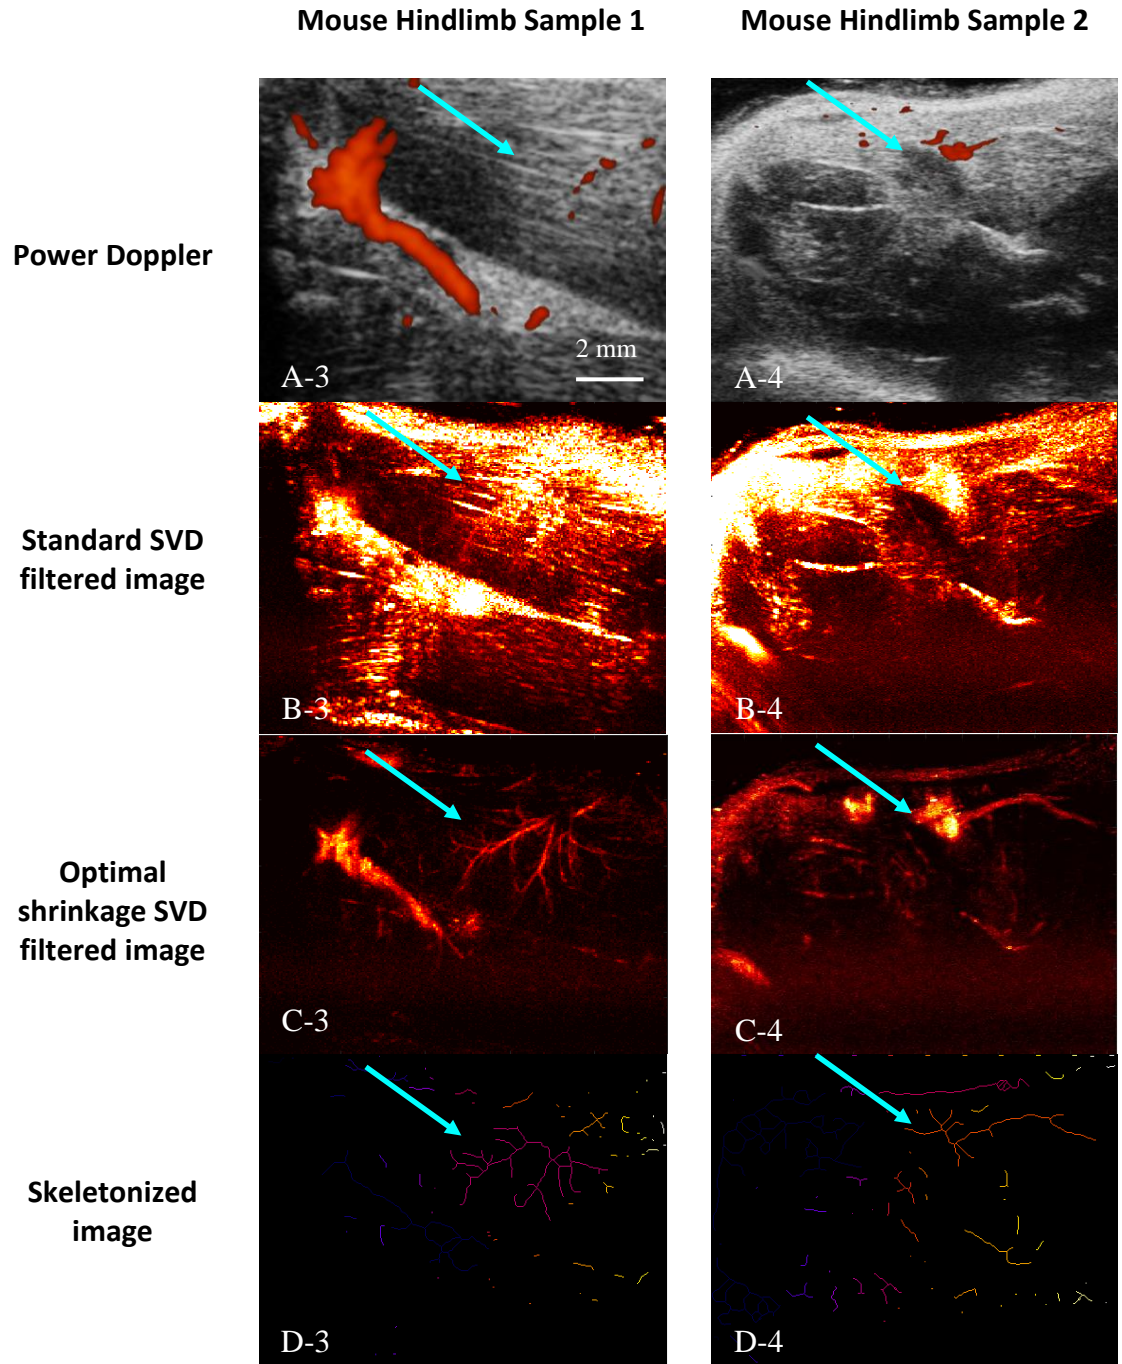 Mouse Hindlimb Sample 1
Mouse Hindlimb Sample 2
Power Doppler
2 mm
A-3
A-4
Standard SVD
filtered image
B-3
B-4
Optimal
shrinkage SVD
filtered image
C-3
C-4
Skeletonized
image
D-3
D-4